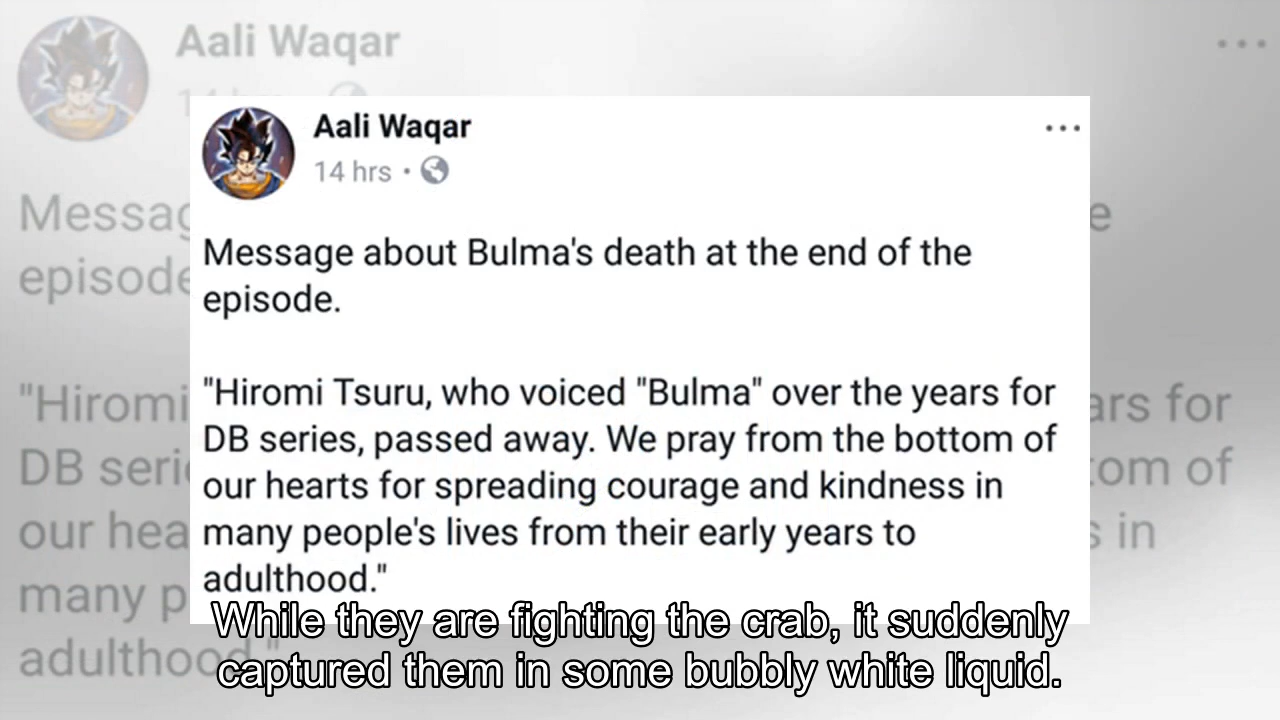 Aali Waqar
Aali Waqar
14 hrs
Message about Bulma's death at the end of the
episode.
"Hiromi Tsuru, who voiced "Bulma" over the years for
DB series, passed away. We pray from the bottom of
our hearts for spreading courage and kindness in
many people's lives from their early years to
adulthood."
While they are fighting the crab, it suddenly
captured them in some bubbly white liquid.